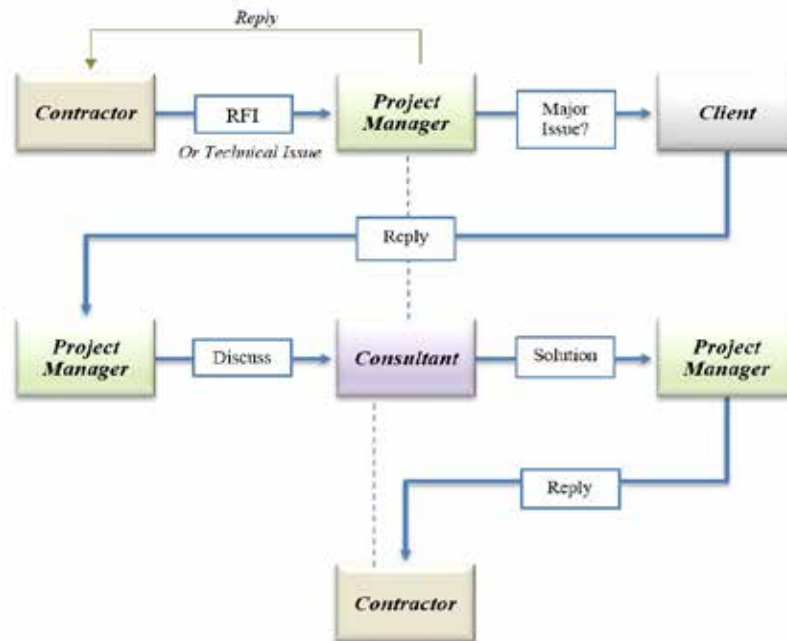 Reply
Contractor
RFI
Or Technical Issue
Project
Manager
Major
Issue?
Client
Reply
Project
Manager
Discuss
Consultant
Solution
Project
Manager
Reply
Contractor